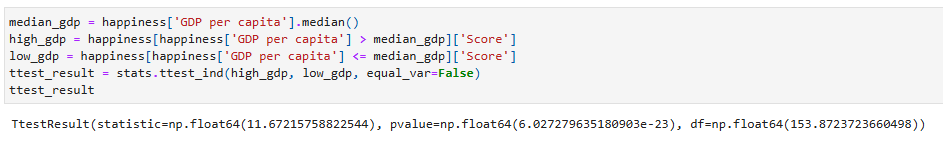 median_gdp = happiness['GDP per capita'].median()
high_gdp = happiness[happiness['GDP per capita'] > median_gdp]['Score']
low_gdp = happiness[happiness['GDP per capita'] <= median_gdp]['Score']
ttest_result = stats.ttest_ind(high_gdp, low_gdp, equal_var=False)
ttest_result
TtestResult(statistic=np.float64(11.67215758822544), pvalue=np.float64(6.027279635180903e-23), df=np.float64(153.8723723660498))